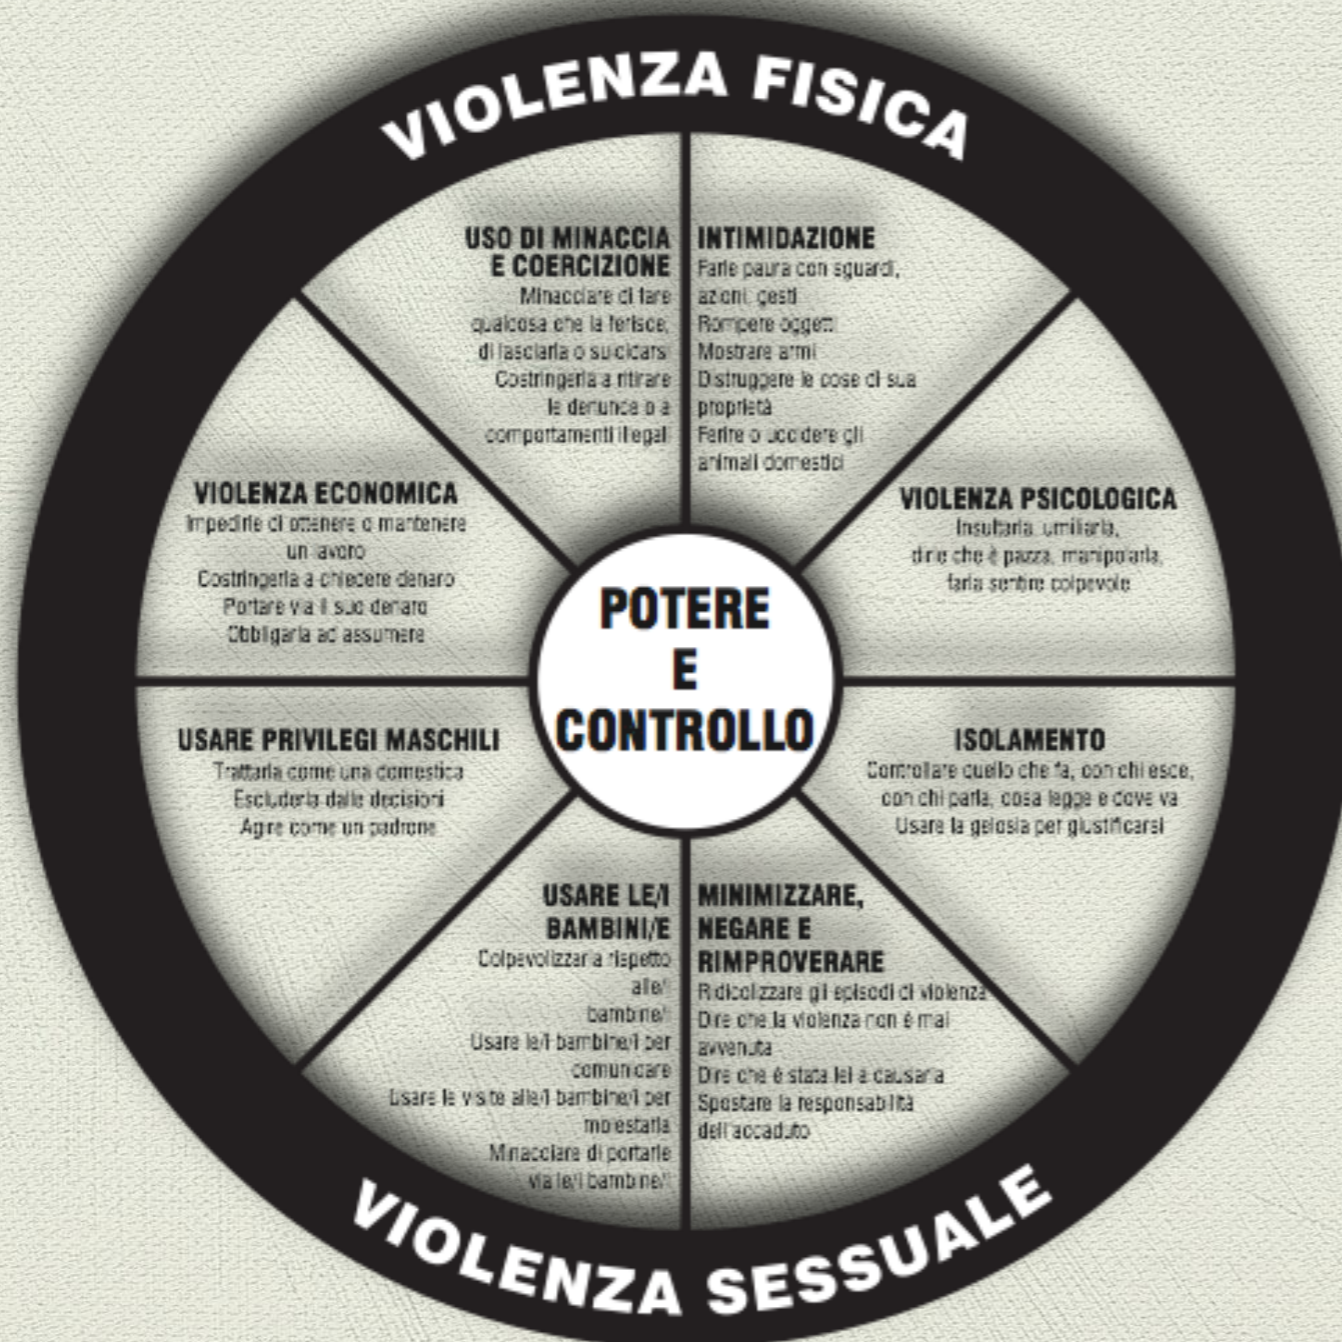 VIOLENZA FISICA
USO DI MINACCIA
E COERCIZIONE
Minacciare di fare
qualcosa che la ferisce,
di lasciarla o suicidarsi
Costringerla a ritirare
le denunce o a
comportamenti illegali
INTIMIDAZIONE
Farle paura con sguardi,
azioni, gesti
Rompere oggetti
Mostrare armi
Distruggere le cose di sua
proprietà
Ferire o uccidere gli
animali domestici
VIOLENZA ECONOMICA
Impedirle di ottenere o mantenere
un lavoro
Costringerla a chiedere denaro
Portare via il suo denaro
Obbligarla ad assumere
VIOLENZA PSICOLOGICA
Insultarla, umiliarla,
dirle che è pazza, manipolarla,
farla sentire colpevole
POTERE
E
CONTROLLO
USARE PRIVILEGI MASCHILI
Trattarla come una domestica
Escluderla dalle decisioni
Agire come un padrone
ISOLAMENTO
Controllare quello che fa, con chi esce,
con chi parla, cosa legge e dove va
Usare la gelosia per giustificarsi
USARE LE/I
BAMBINI/E
Colpevolizzarla rispetto
alle/i
bambine/i
Usare le/i bambine/i per
comunicare
Usare le visite alle/i bambine/i per
molestarla
Minacciare di portarle
via le/i bambine/i
MINIMIZZARE,
NEGARE E
RIMPROVERARE
Ridicolizzare gli episodi di violenza
Dire che la violenza non è mai
avvenuta
Dire che è stata lei a causarla
Spostare la responsabilità
dell'accaduto
VIOLENZA SESSUALE